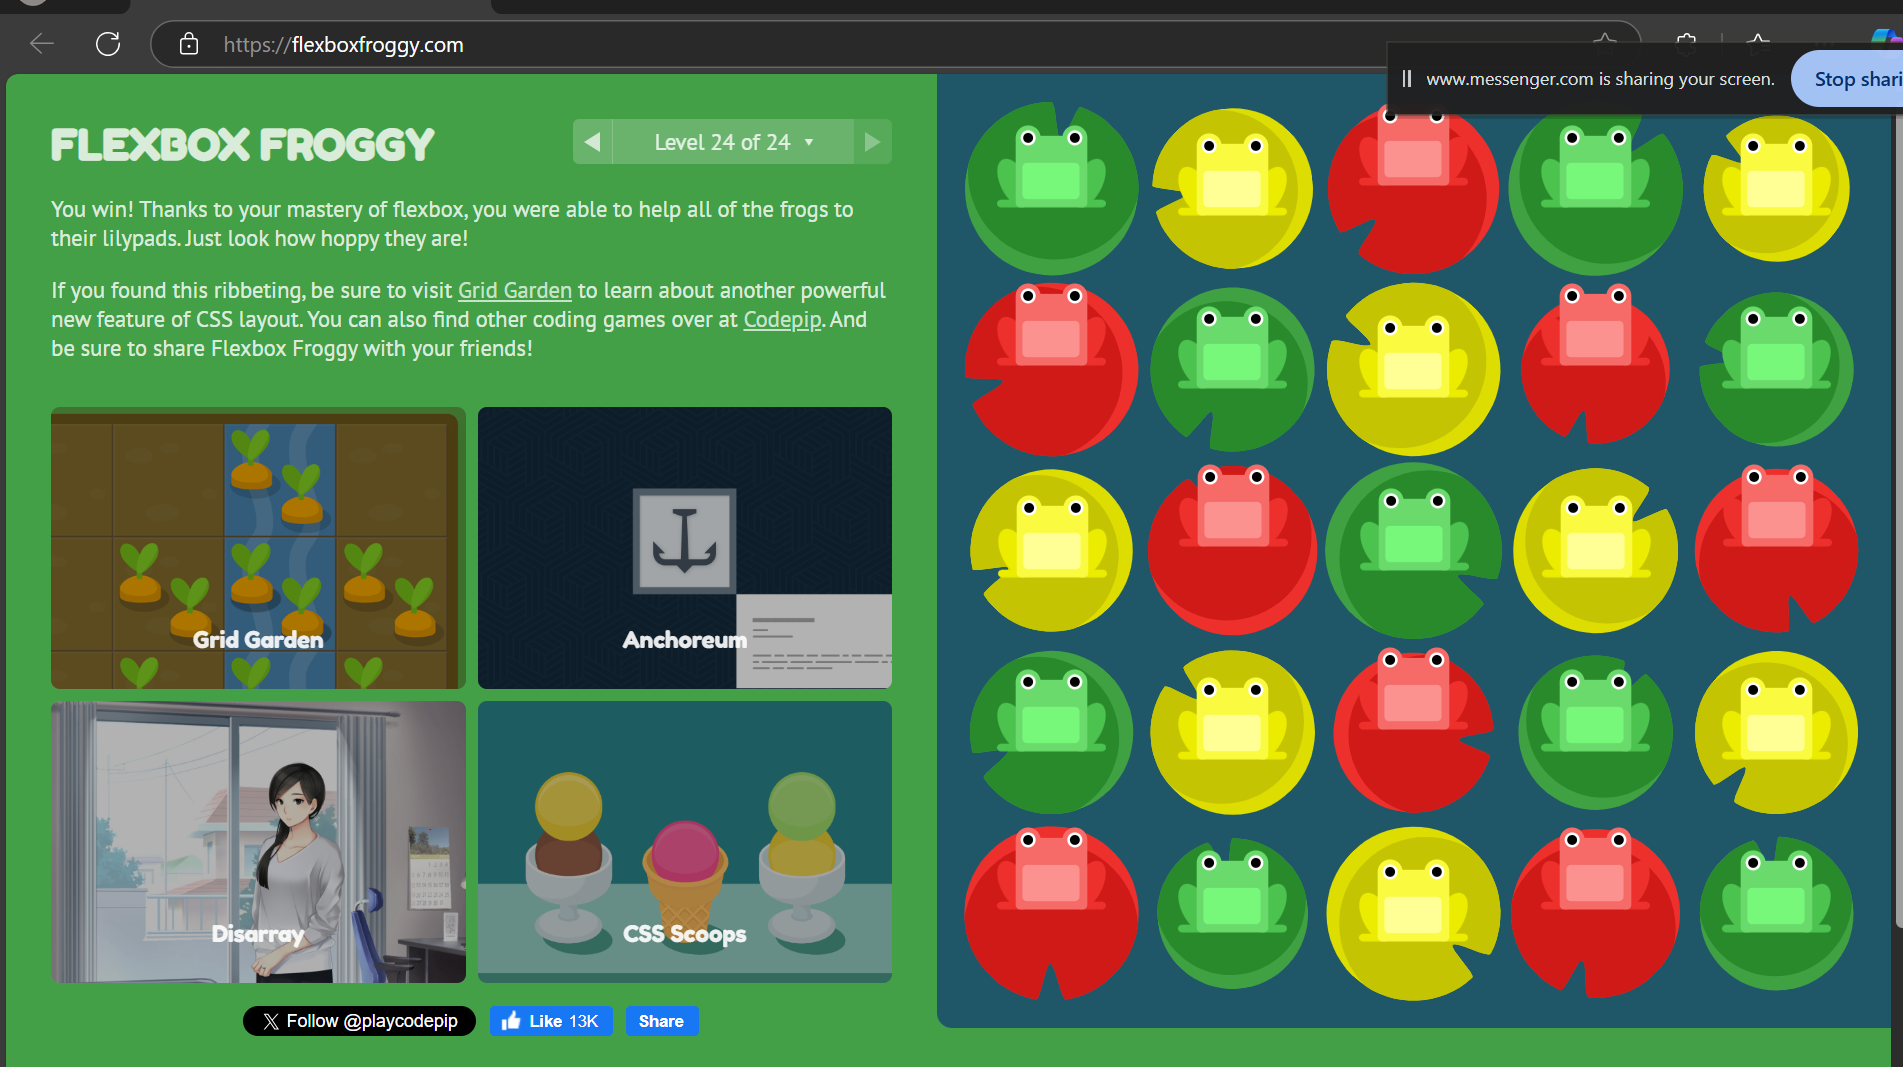 https://flexboxfroggy.com
www.messenger.com is sharing your screen.
Stop shari
FLEXBOX FROGGY
Level 24 of 24
You win! Thanks to your mastery of flexbox, you were able to help all of the frogs to
their lilypads. Just look how hoppy they are!
If you found this ribbeting, be sure to visit Grid Garden to learn about another powerful
new feature of CSS layout. You can also find other coding games over at Codepip. And
be sure to share Flexbox Froggy with your friends!
Grid Garden
Anchoreum
Disarray
CSS Scoops
Follow @playcodepip
Like 13K
Share